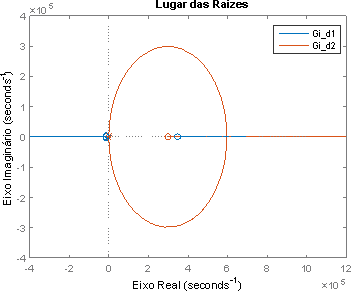 Lugar das Raízes
× 10⁵
Gi_d1
Gi_d2
4
3
2
1
0
-1
-2
-3
-4
Eixo Imaginário (seconds⁻¹)
-4 -2 0 2 4 6 8 10 12
Eixo Real (seconds⁻¹)
× 10⁵